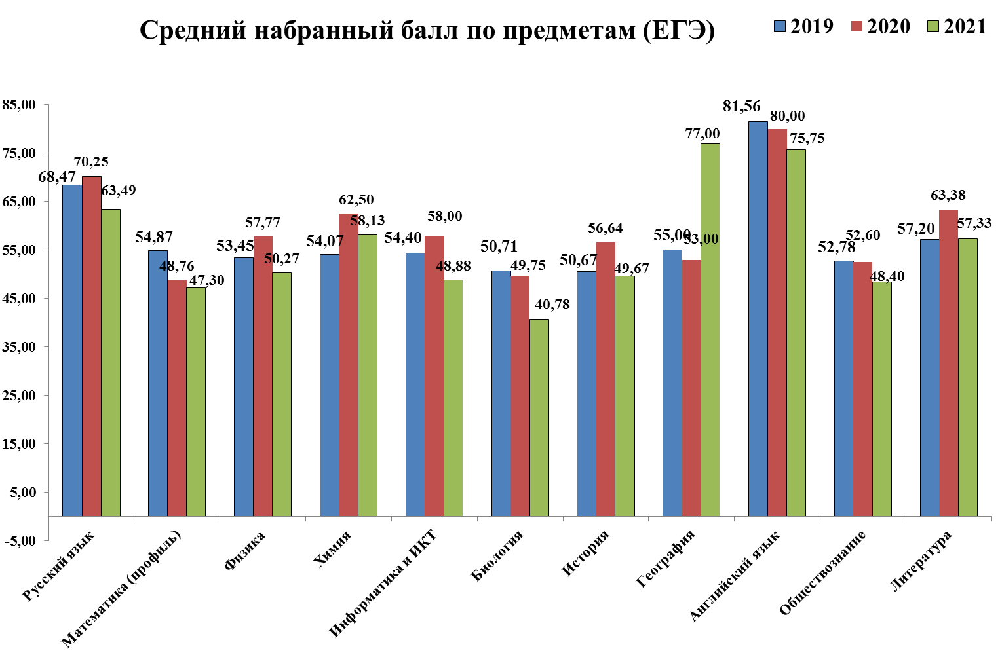 Средний набранный балл по предметам (ЕГЭ)
2019 2020 2021
85,00
75,00
65,00
55,00
45,00
35,00
25,00
15,00
5,00
-5,00
68,47 70,25 63,49
54,87 48,76 47,30
53,45 57,77 50,27
54,07 62,50 58,13
54,40 58,00 48,88
50,71 49,75 40,78
50,67 56,64 49,67
55,00 53,00 77,00
81,56 80,00 75,75
52,78 52,60 48,40
57,20 63,38 57,33
Русский язык
Математика (профиль)
Физика
Химия
Информатика и ИКТ
Биология
История
География
Английский язык
Обществознание
Литература